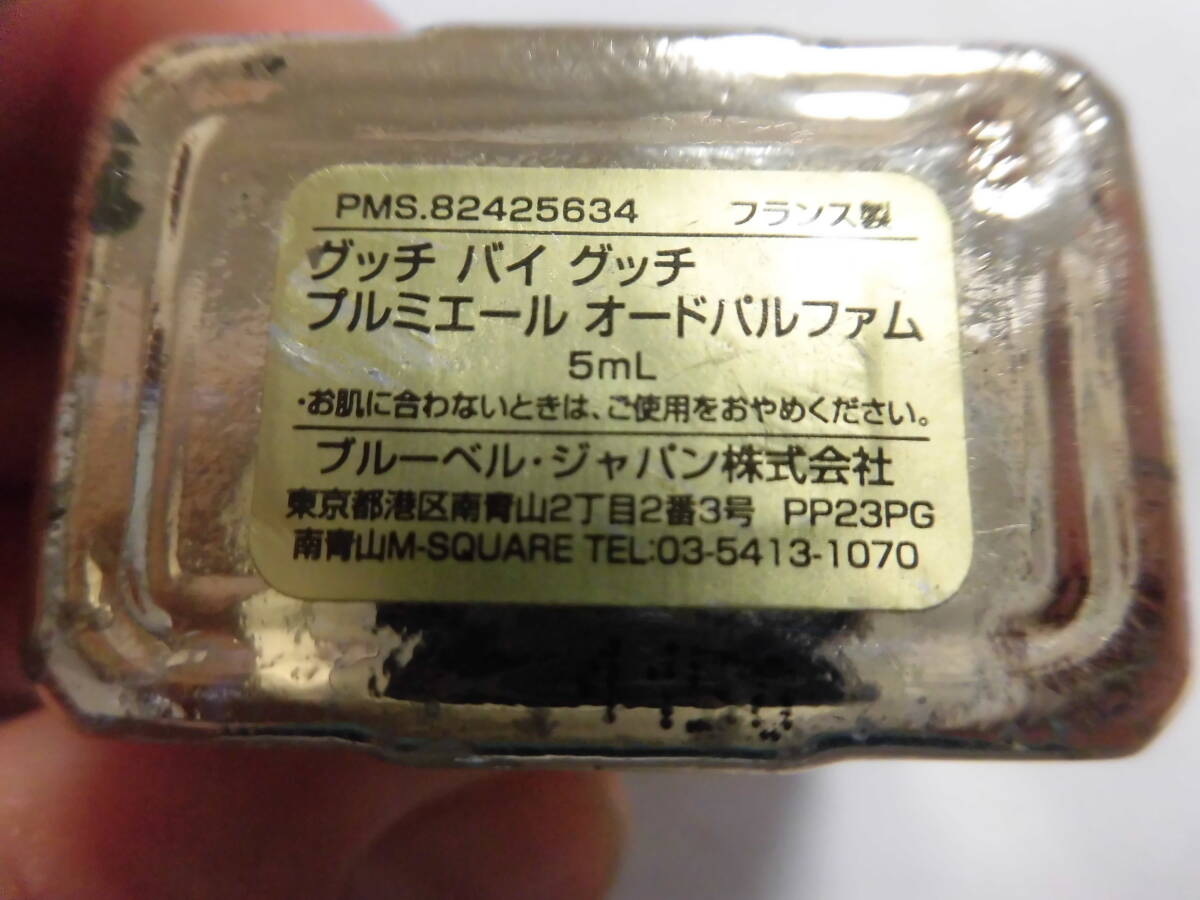 PMS.82425634 フランス製
グッチ バイ グッチ
プルミエール オードパルファム
5mL
・お肌に合わないときは、ご使用をおやめください。
ブルーベル・ジャパン株式会社
東京都港区南青山2丁目2番3号 PP23PG
南青山M-SQUARE TEL:03-5413-1070